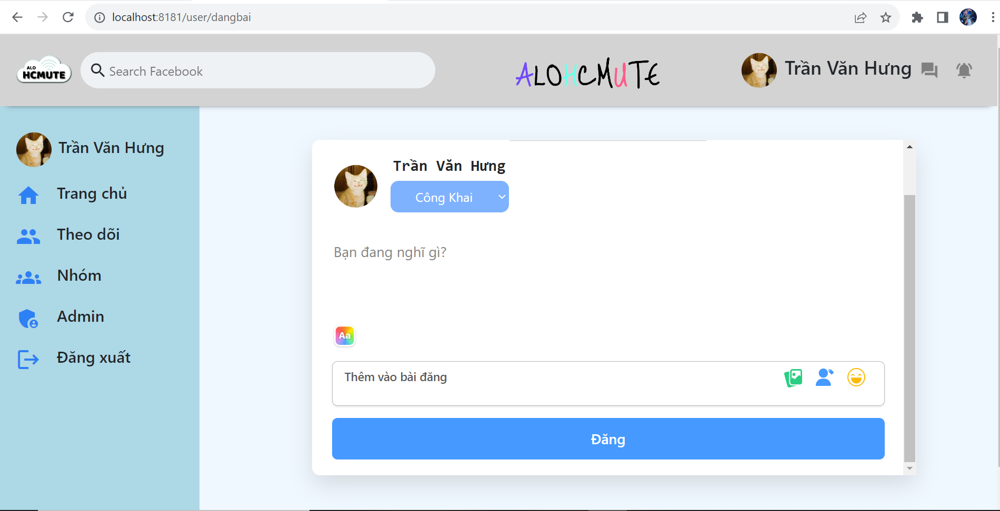 localhost:8181/user/dangbai
ALO
HCMUTE
Search Facebook
ALOHCMUTE
Trần Văn Hưng
Trần Văn Hưng
Trang chủ
Theo dõi
Nhóm
Admin
Đăng xuất
Trần Văn Hưng
Công Khai
Bạn đang nghĩ gì?
Aa
Thêm vào bài đăng
Đăng